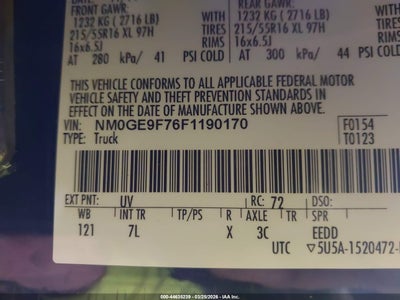 FRONT GAWR: REAR GAWR:
1232 KG ( 2716 LB) WITH 1232 KG ( 2716 LB) WITH
215/55R16 XL 97H TIRES 215/55R16 XL 97H TIRES
16x6.5J RIMS 16x6.5J RIMS
AT 280 kPa/ 41 PSI COLD AT 300 kPa/ 44 PSI COLD
THIS VEHICLE CONFORMS TO ALL APPLICABLE FEDERAL MOTOR
VEHICLE SAFETY AND THEFT PREVENTION STANDARDS IN
EFFECT ON THE DATE OF MANUFACTURE SHOWN ABOVE.
VIN: NM0GE9F76F1190170 F0154
TYPE: Truck T0123
EXT PNT: UV RC: 72 DSO:
WB INT TR TP/PS R AXLE TR SPR
121 7L X 3C EEDD
UTC ▽5U5A-1520472-
000-44635239 - 03/25/2026 - IAA Inc.